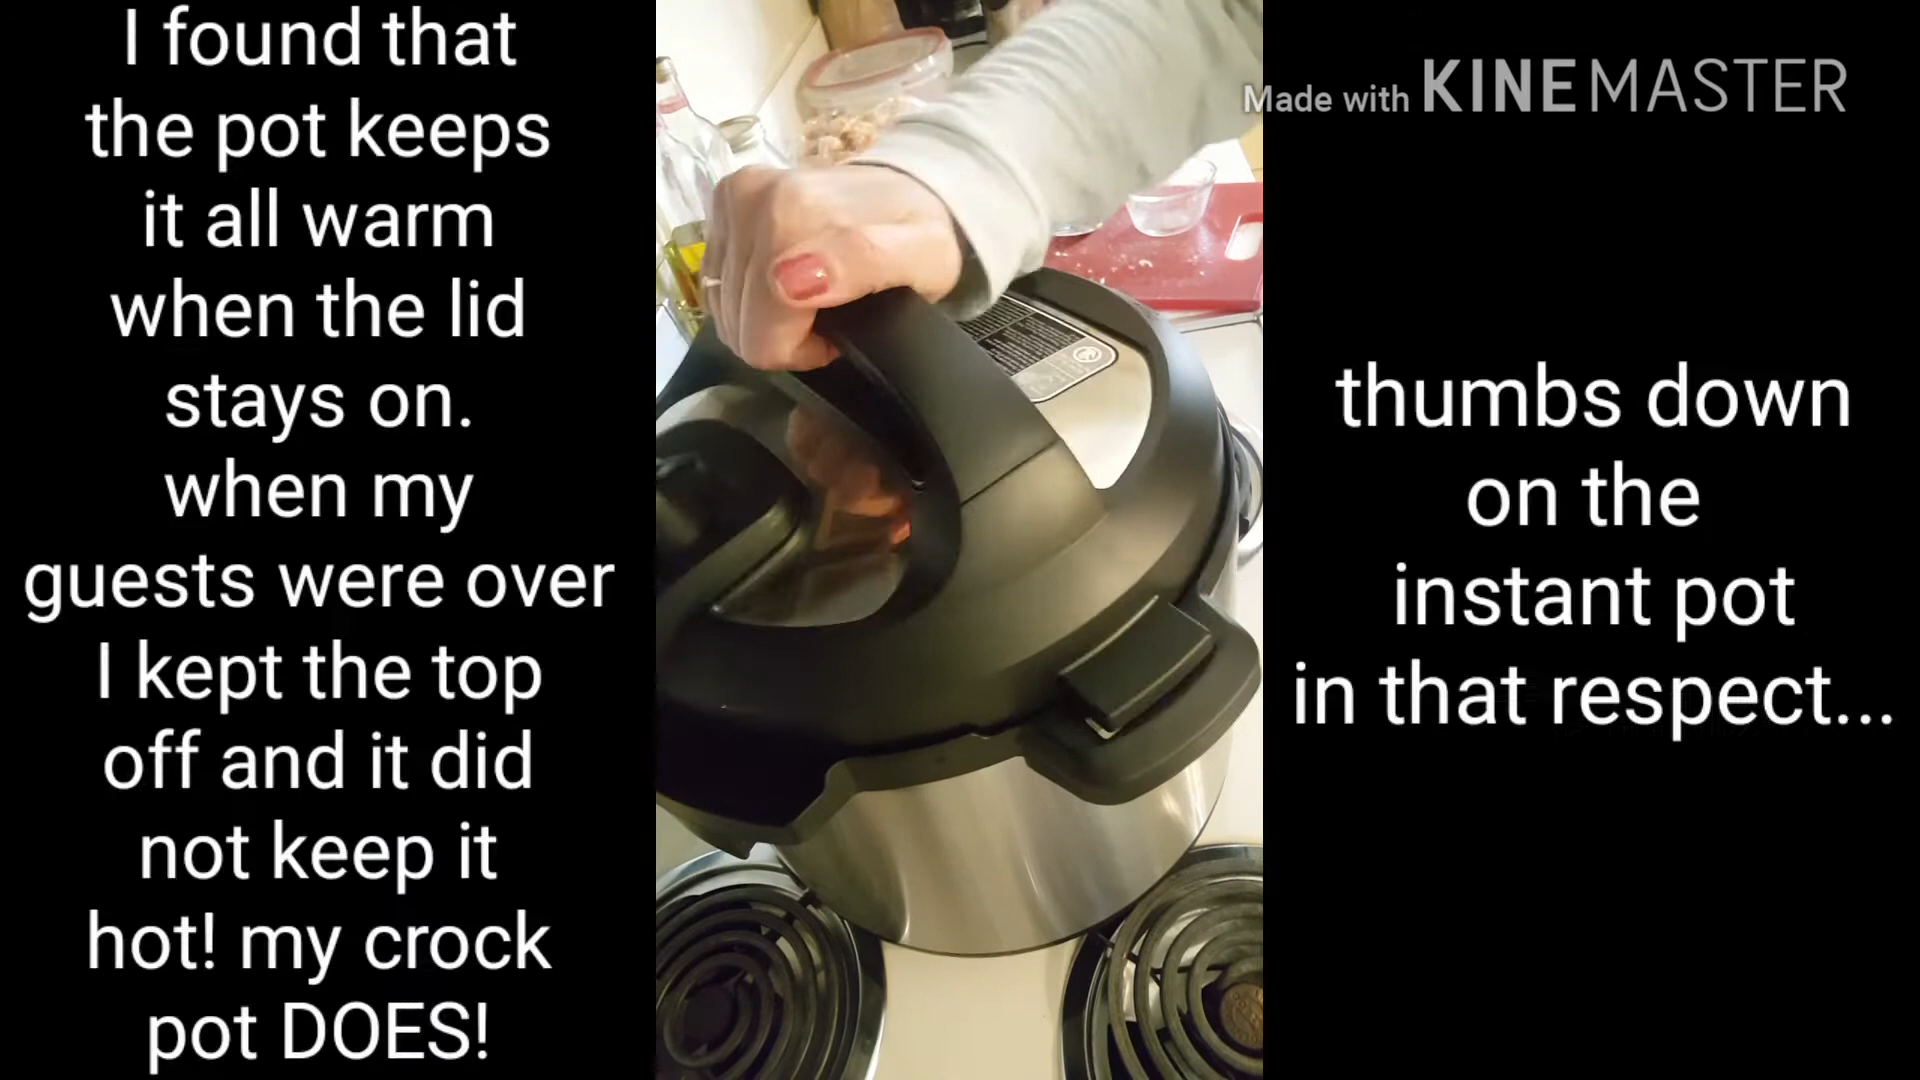 I found that
the pot keeps
it all warm
when the lid
stays on.
when my
guests were over
I kept the top
off and it did
not keep it
hot! my crock
pot DOES!
Made with KINEMASTER
thumbs down
on the
instant pot
in that respect...